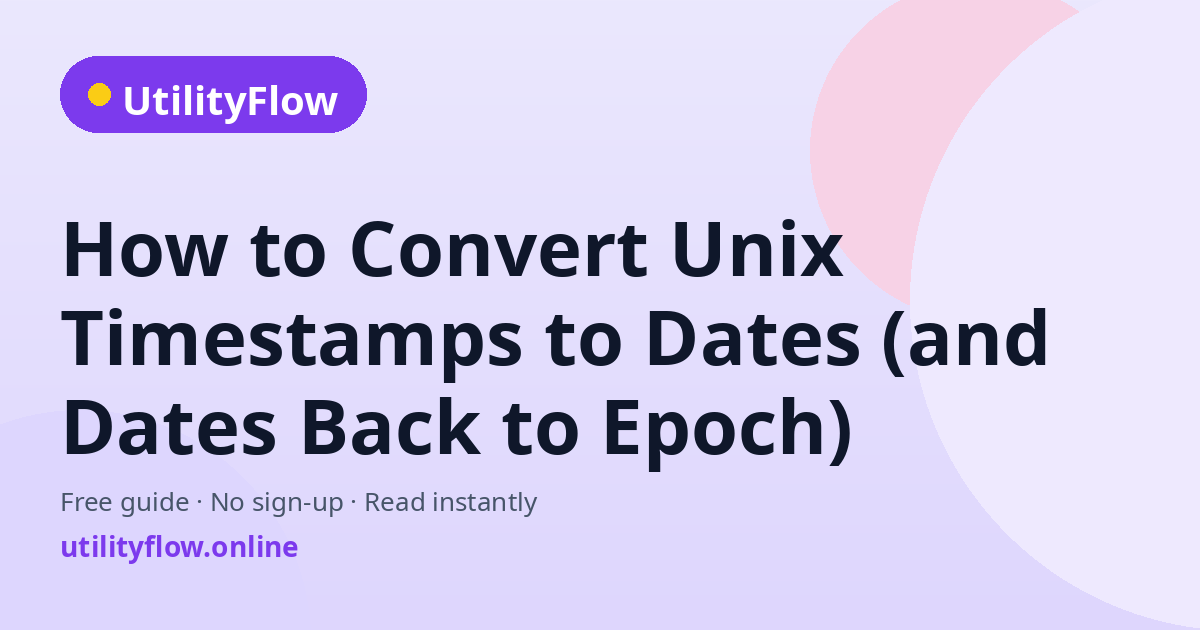 UtilityFlow
How to Convert Unix
Timestamps to Dates (and
Dates Back to Epoch)
Free guide · No sign-up · Read instantly
utilityflow.online